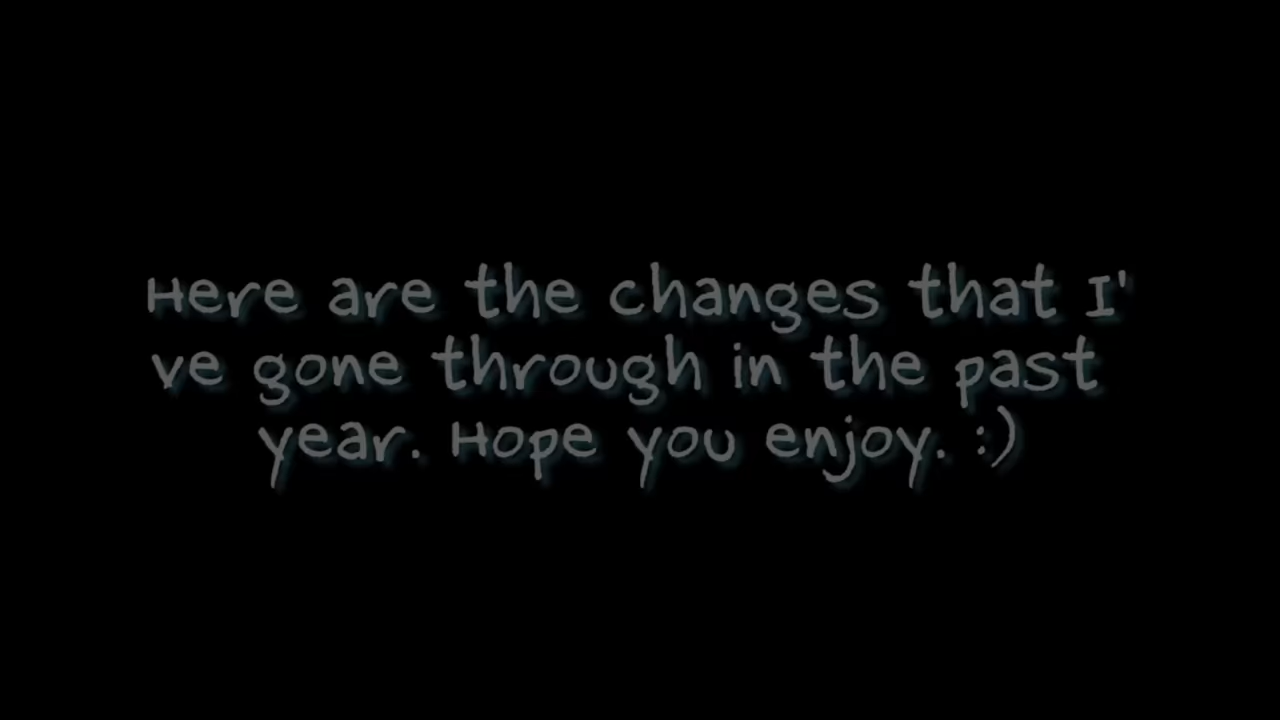 Here are the changes that I'
ve gone through in the past
year. Hope you enjoy. :)